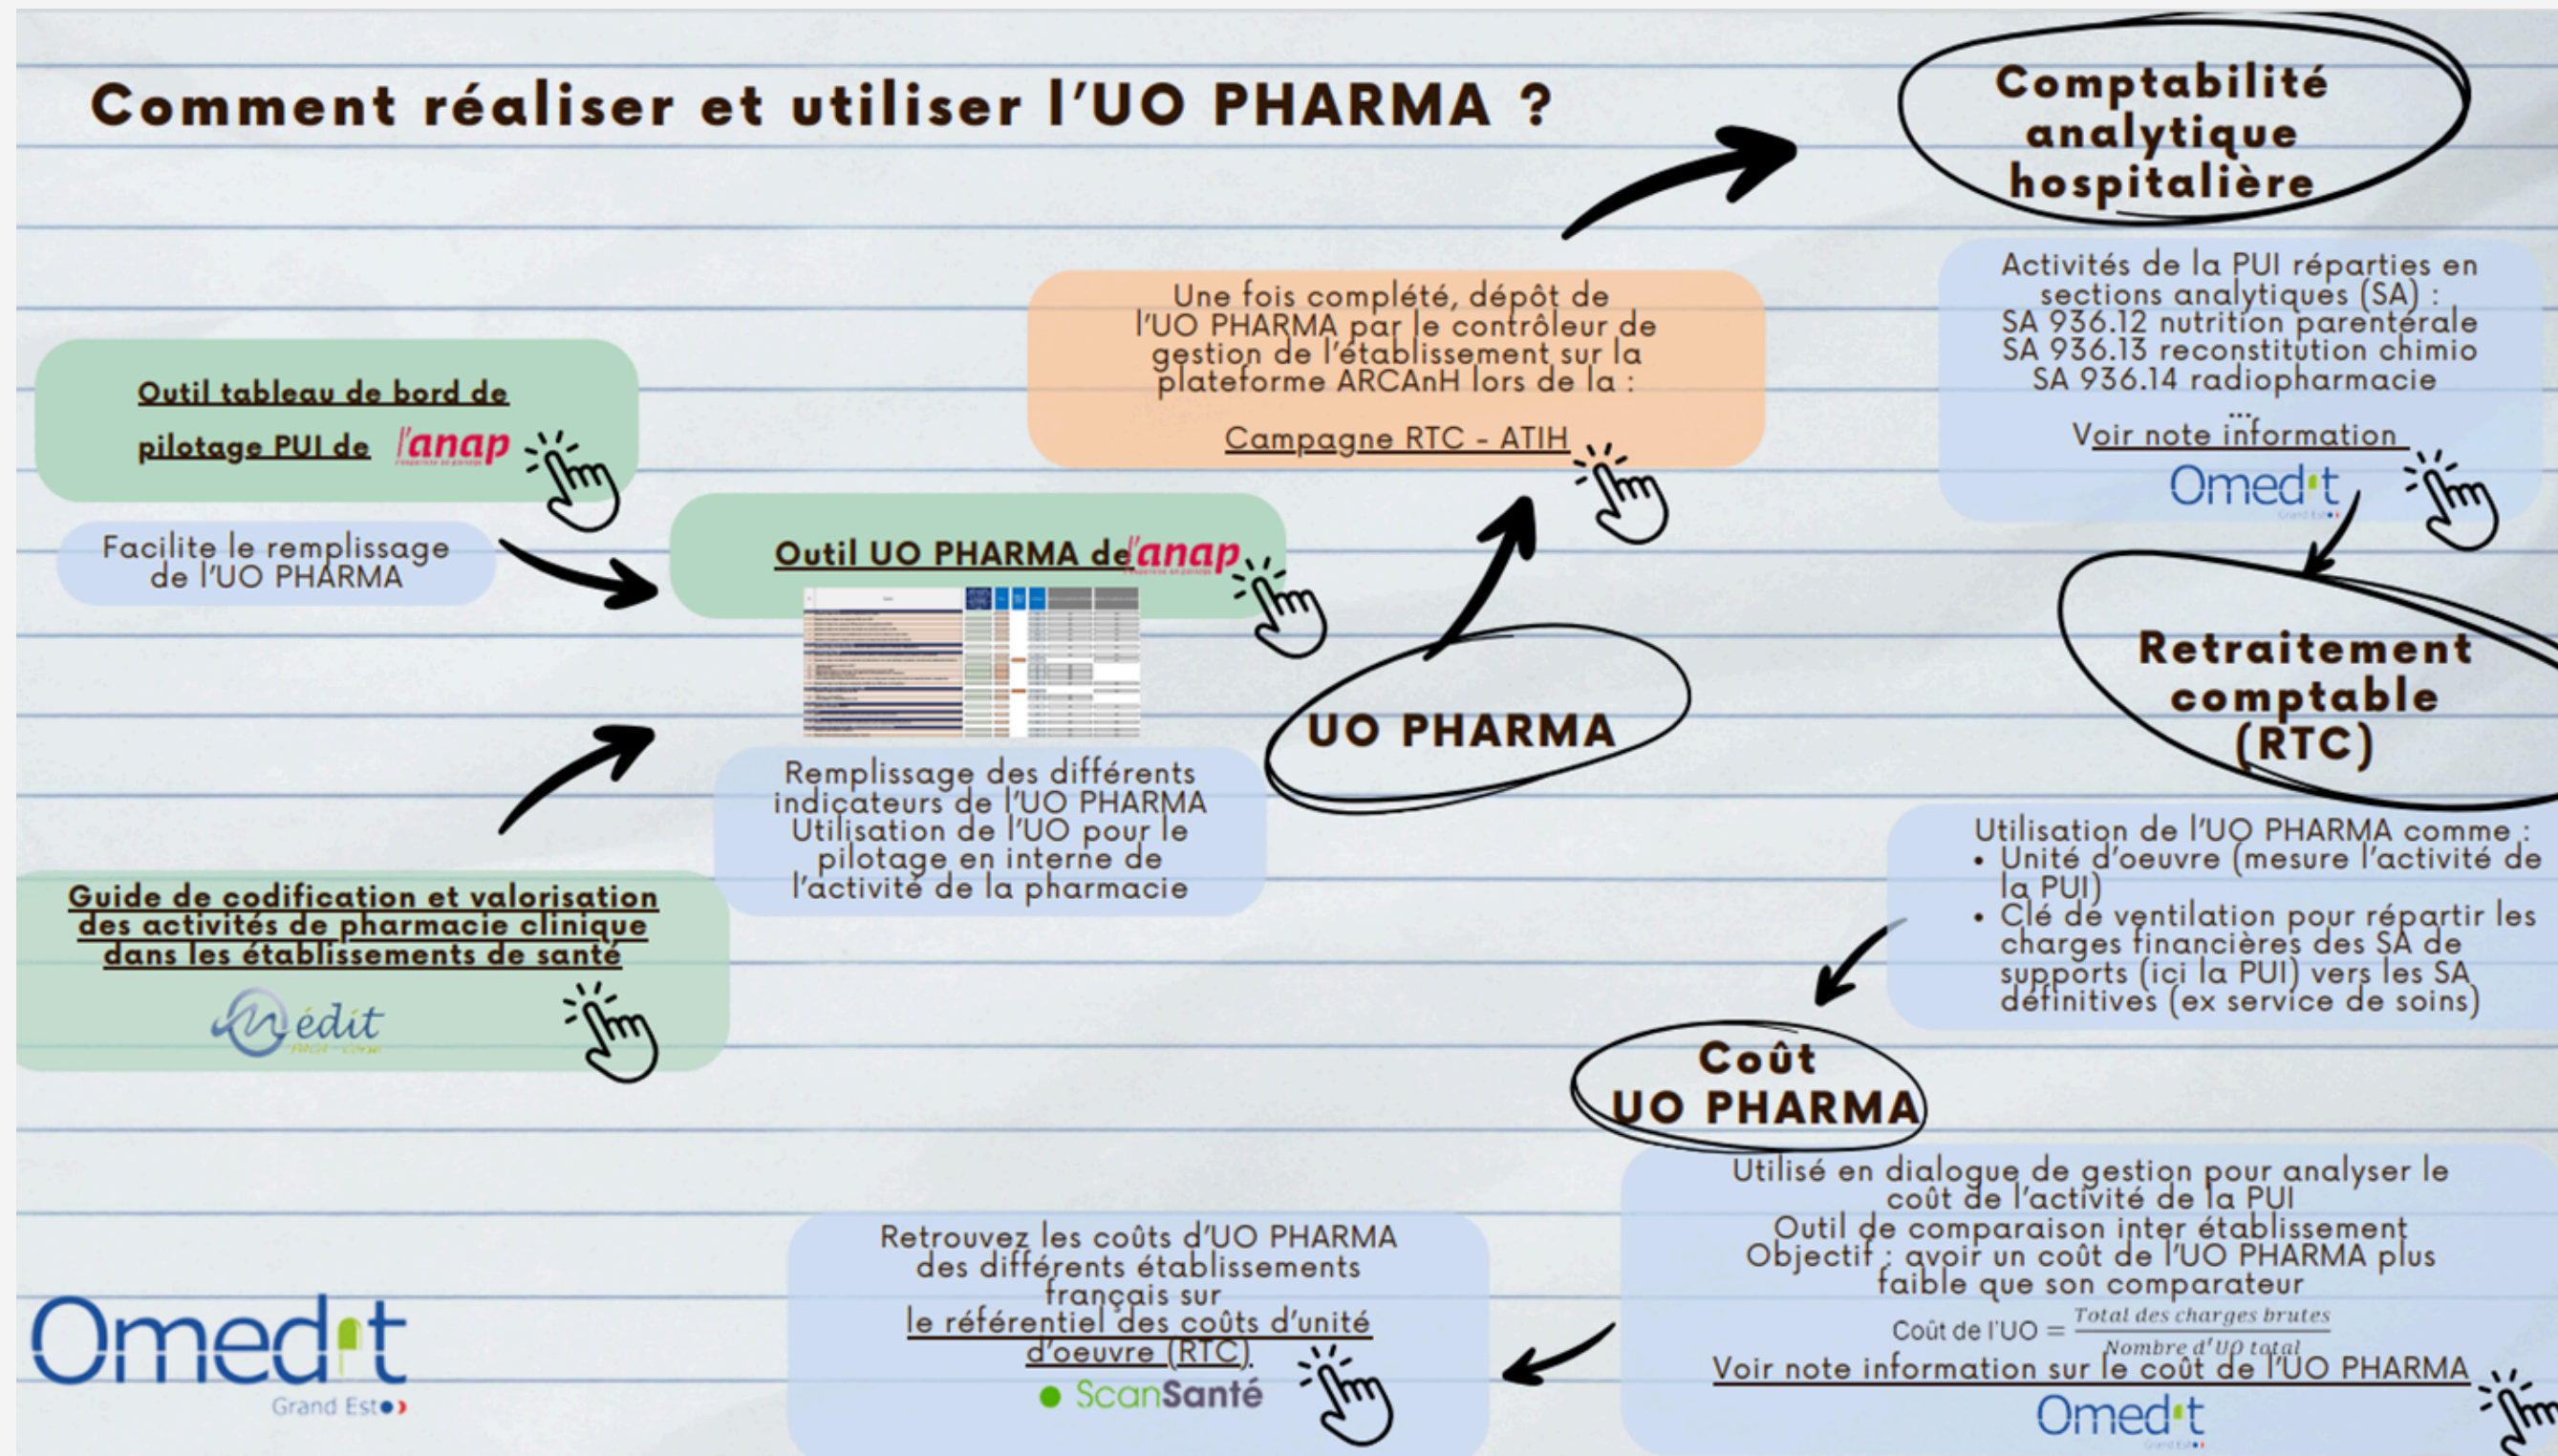 Comment réaliser et utiliser l'UO PHARMA ?
Outil tableau de bord de
pilotage PUI de l'anap
Facilite le remplissage
de l'UO PHARMA
Guide de codification et valorisation
des activités de pharmacie clinique
dans les établissements de santé
Omédit
PACA - Corse
Outil UO PHARMA de l'anap
Remplissage des différents
indicateurs de l'UO PHARMA
Utilisation de l'UO pour le
pilotage en interne de
l'activité de la pharmacie
UO PHARMA
Une fois complété, dépôt de
l'UO PHARMA par le contrôleur de
gestion de l'établissement sur la
plateforme ARCAnH lors de la :
Campagne RTC - ATIH
Comptabilité
analytique
hospitalière
Activités de la PUI réparties en
sections analytiques (SA) :
SA 936.12 nutrition parentérale
SA 936.13 reconstitution chimio
SA 936.14 radiopharmacie
...
Voir note information
Omedit
Grand Est
Retraitement
comptable
(RTC)
Utilisation de l'UO PHARMA comme :
• Unité d'oeuvre (mesure l'activité de
la PUI)
• Clé de ventilation pour répartir les
charges financières des SA de
supports (ici la PUI) vers les SA
définitives (ex service de soins)
Coût
UO PHARMA
Utilisé en dialogue de gestion pour analyser le
coût de l'activité de la PUI
Outil de comparaison inter établissement
Objectif : avoir un coût de l'UO PHARMA plus
faible que son comparateur
Coût de l'UO = Total des charges brutes
Nombre d'UO total
Voir note information sur le coût de l'UO PHARMA
Omedit
Grand Est
Retrouvez les coûts d'UO PHARMA
des différents établissements
français sur
le référentiel des coûts d'unité
d'oeuvre (RTC).
ScanSanté
Omedit
Grand Est